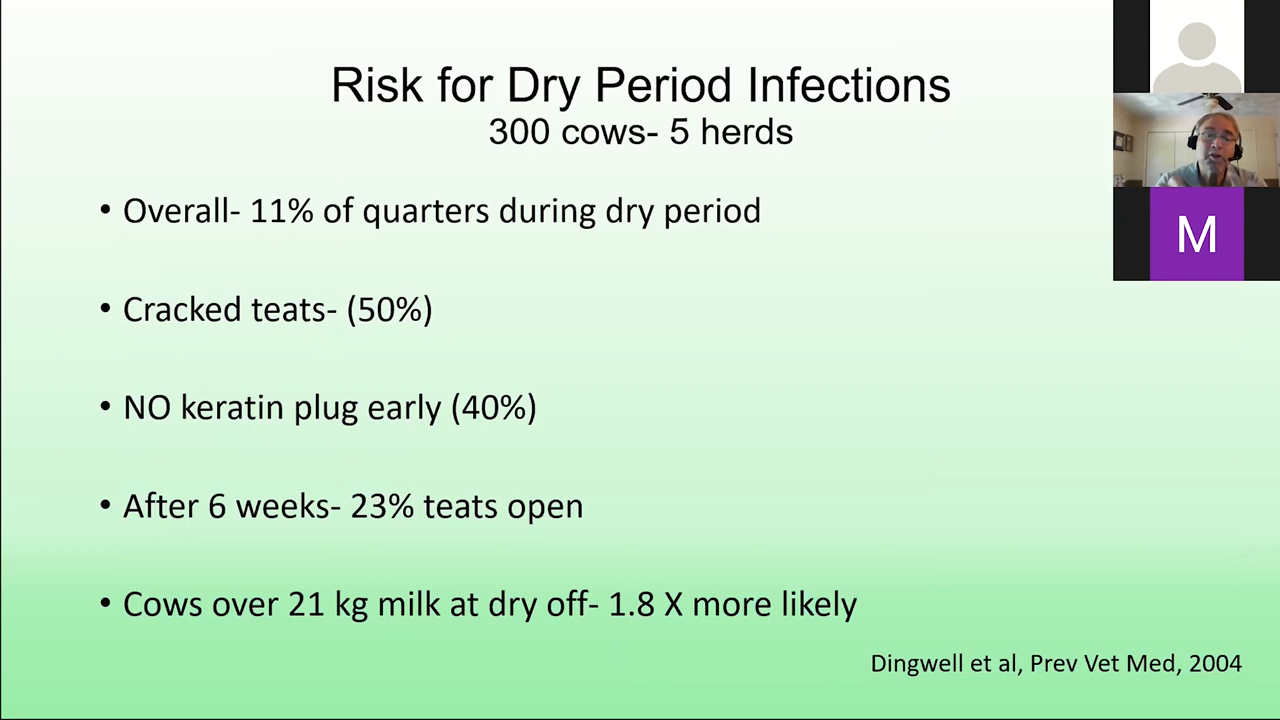 Risk for Dry Period Infections
300 cows- 5 herds
• Overall- 11% of quarters during dry period
• Cracked teats- (50%)
• NO keratin plug early (40%)
• After 6 weeks- 23% teats open
• Cows over 21 kg milk at dry off- 1.8 X more likely
Dingwell et al, Prev Vet Med, 2004
M